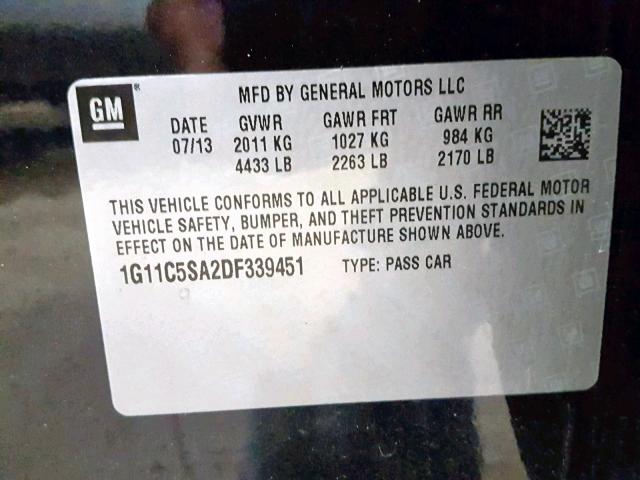 GM ®
MFD BY GENERAL MOTORS LLC
DATE GVWR GAWR FRT GAWR RR
07/13 2011 KG 1027 KG 984 KG
4433 LB 2263 LB 2170 LB
THIS VEHICLE CONFORMS TO ALL APPLICABLE U.S. FEDERAL MOTOR
VEHICLE SAFETY, BUMPER, AND THEFT PREVENTION STANDARDS IN
EFFECT ON THE DATE OF MANUFACTURE SHOWN ABOVE.
1G11C5SA2DF339451 TYPE: PASS CAR